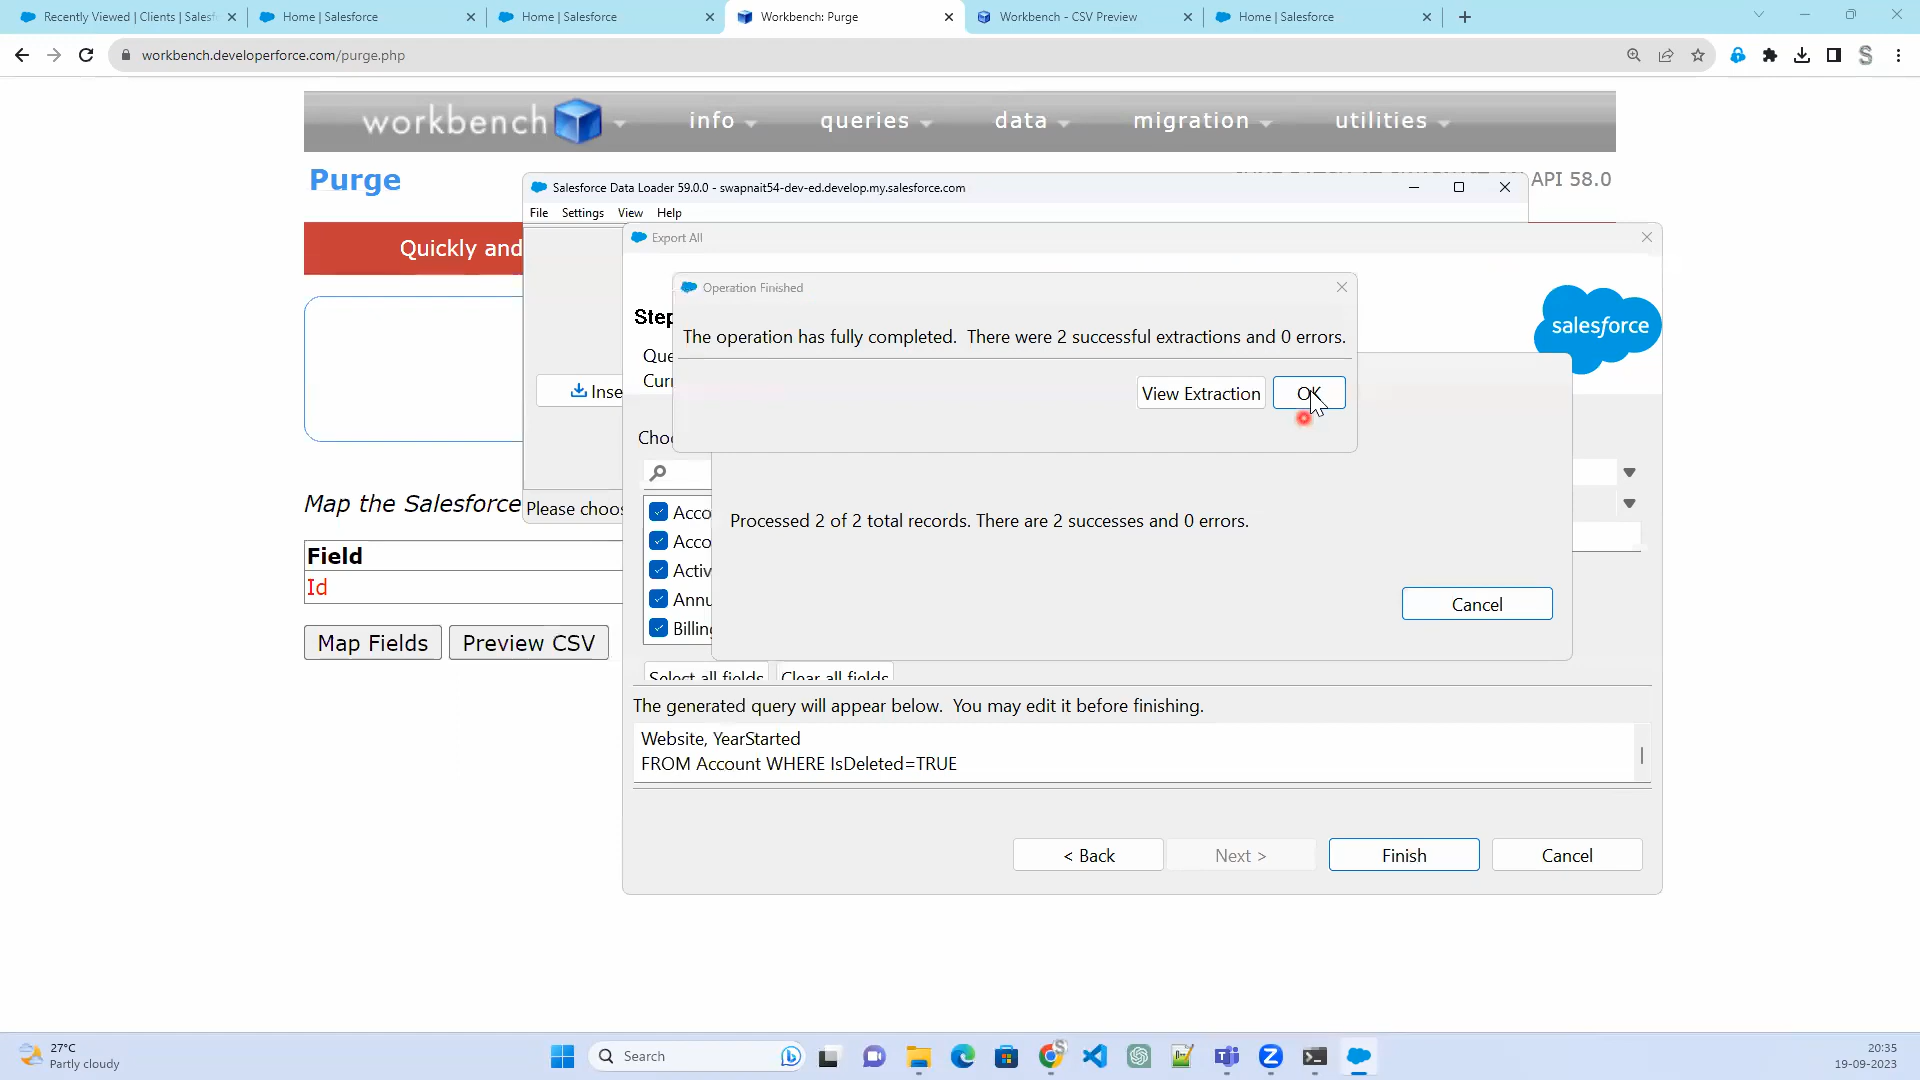 Recently Viewed | Clients | Salesf
Home | Salesforce
Home | Salesforce
Workbench: Purge
Workbench - CSV Preview
Home | Salesforce
workbench.developerforce.com/purge.php
workbench
info
queries
data
migration
utilities
Purge
API 58.0
Salesforce Data Loader 59.0.0 - swapnait54-dev-ed.develop.my.salesforce.com
File Settings View Help
Quickly and
Export All
Operation Finished
Step
The operation has fully completed. There were 2 successful extractions and 0 errors.
salesforce
Que
Curr
Inse
View Extraction
OK
Choo
Map the Salesforce
Please choos
Acco
Processed 2 of 2 total records. There are 2 successes and 0 errors.
Acco
Field
Activ
Id
Annu
Cancel
Billing
Map Fields
Preview CSV
Select all fields
Clear all fields
The generated query will appear below. You may edit it before finishing.
Website, YearStarted
FROM Account WHERE IsDeleted=TRUE
< Back
Next >
Finish
Cancel
27°C
Partly cloudy
Search
20:35
19-09-2023